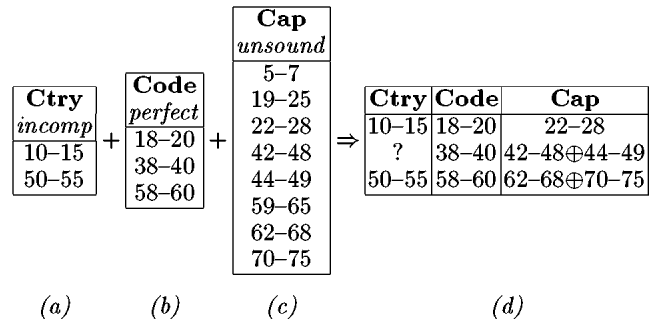 Ctry
incomp
10–15
50–55
+
Code
perfect
18–20
38–40
58–60
+
Cap
unsound
5–7
19–25
22–28
42–48
44–49
59–65
62–68
70–75
⇒
Ctry Code Cap
10–15 18–20 22–28
? 38–40 42–48⊕44–49
50–55 58–60 62–68⊕70–75
(a) (b) (c) (d)